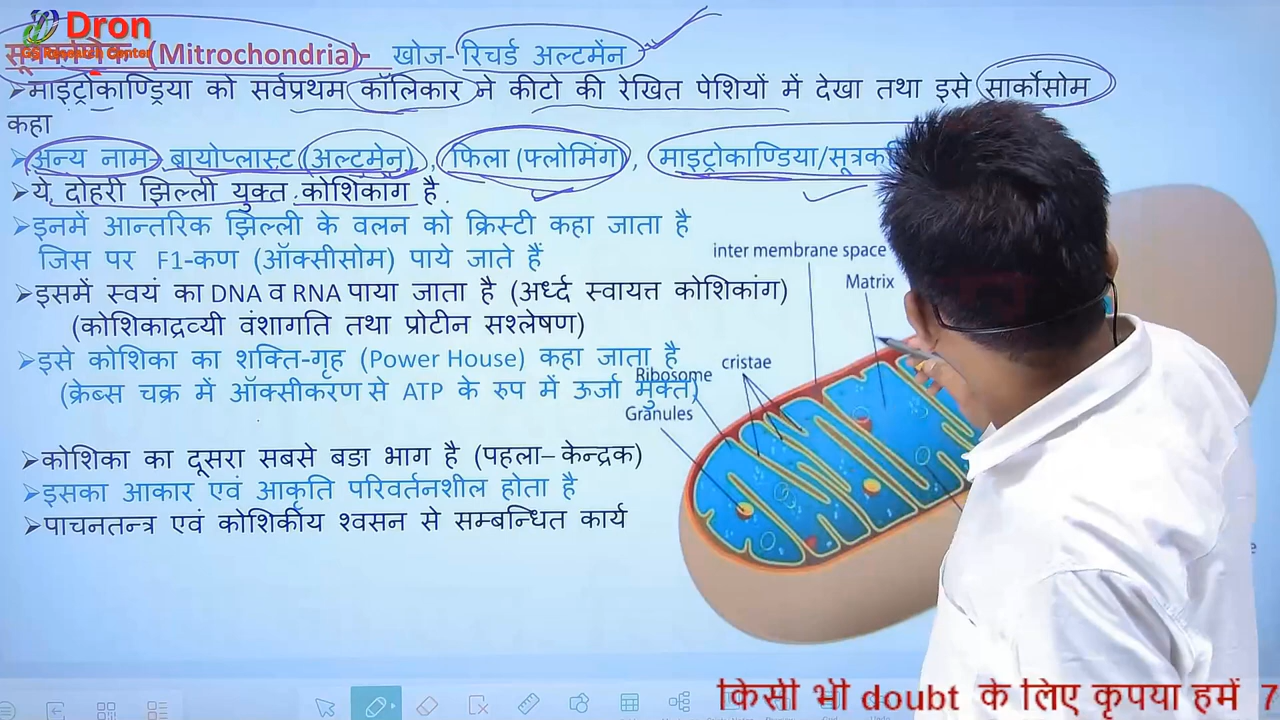 Dron
सूत्रकणिक (Mitrochondria)- खोज- रिचर्ड अल्टमेंन
➢माइट्रोकाण्ड्रिया को सर्वप्रथम कॉलिकार ने कीटो की रेखित पेशियों में देखा तथा इसे सार्कोसोम
कहा
➢अन्य नाम- बायोप्लास्ट (अल्टमेन) , फिला (फ्लोमिंग) ,
➢ये दोहरी झिल्ली युक्त कोशिकांग है .
➢इनमें आन्तरिक झिल्ली के वलन को क्रिस्टी कहा जाता है
जिस पर F1-कण (ऑक्सीसोम) पाये जाते हैं
➢इसमें स्वयं का DNA व RNA पाया जाता है (अर्ध्द स्वायत्त कोशिकांग)
(कोशिकाद्रव्यी वंशागति तथा प्रोटीन सश्लेषण)
➢इसे कोशिका का शक्ति-गृह (Power House) कहा जाता है
(क्रेब्स चक्र में ऑक्सीकरण से ATP के रुप में ऊर्जा मुक्त)
➢कोशिका का दूसरा सबसे बडा भाग है (पहला– केन्द्रक)
➢इसका आकार एवं आकृति परिवर्तनशील होता है
➢पाचनतन्त्र एवं कोशिकीय श्वसन से सम्बन्धित कार्य
inter membrane space
Matrix
cristae
Ribosome
Granules
किसी भी doubt के लिए कृपया हमें 7